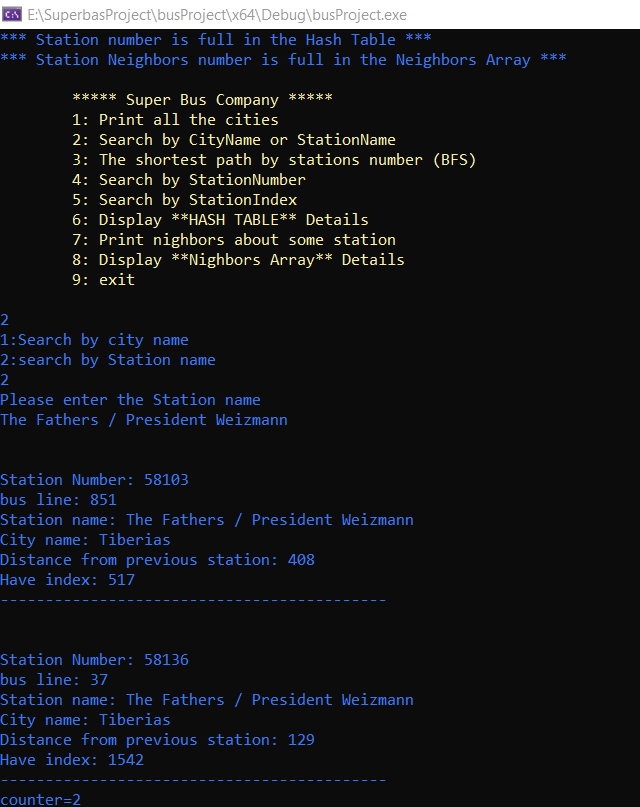 E:\SuperbasProject\busProject\x64\Debug\busProject.exe
*** Station number is full in the Hash Table ***
*** Station Neighbors number is full in the Neighbors Array ***
***** Super Bus Company *****
1: Print all the cities
2: Search by CityName or StationName
3: The shortest path by stations number (BFS)
4: Search by StationNumber
5: Search by StationIndex
6: Display **HASH TABLE** Details
7: Print nighbors about some station
8: Display **Nighbors Array** Details
9: exit
2
1:Search by city name
2:search by Station name
2
Please enter the Station name
The Fathers / President Weizmann
Station Number: 58103
bus line: 851
Station name: The Fathers / President Weizmann
City name: Tiberias
Distance from previous station: 408
Have index: 517
-------------------------------------------
Station Number: 58136
bus line: 37
Station name: The Fathers / President Weizmann
City name: Tiberias
Distance from previous station: 129
Have index: 1542
-------------------------------------------
counter=2